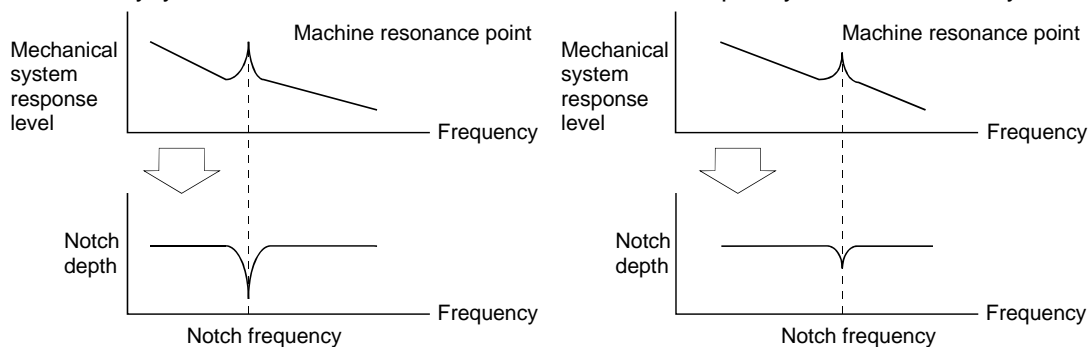 Machine resonance point
Mechanical
system
response
level
Frequency
Notch
depth
Frequency
Notch frequency
Machine resonance point
Mechanical
system
response
level
Frequency
Notch
depth
Frequency
Notch frequency